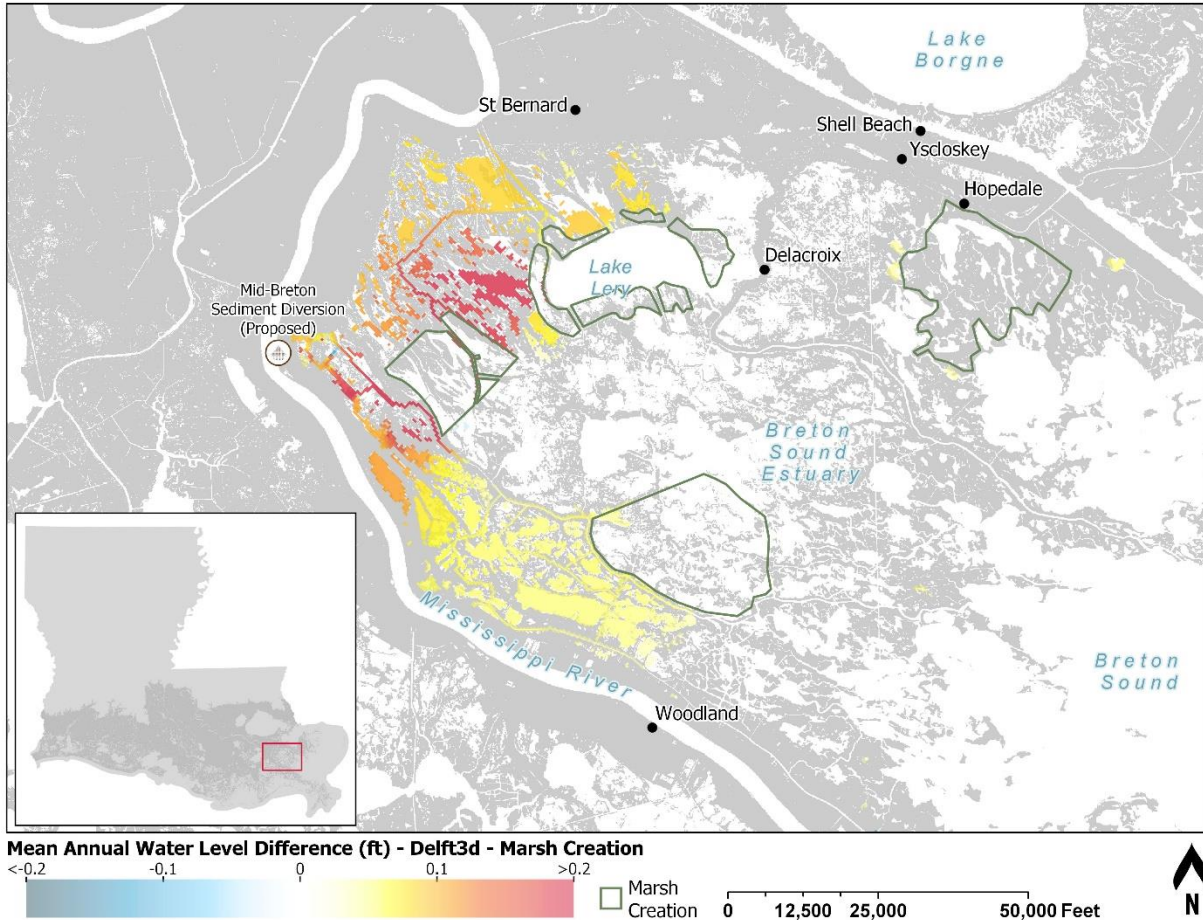 Lake
Borgne
St Bernard
Shell Beach
Yscloskey
Hopedale
Delacroix
Lake
Lery
Mid-Breton
Sediment Diversion
(Proposed)
Breton
Sound
Estuary
Mississippi River
Breton
Sound
Woodland
Mean Annual Water Level Difference (ft) - Delft3d - Marsh Creation
<-0.2 -0.1 0 0.1 >0.2
Marsh
Creation
0 12,500 25,000 50,000 Feet
N